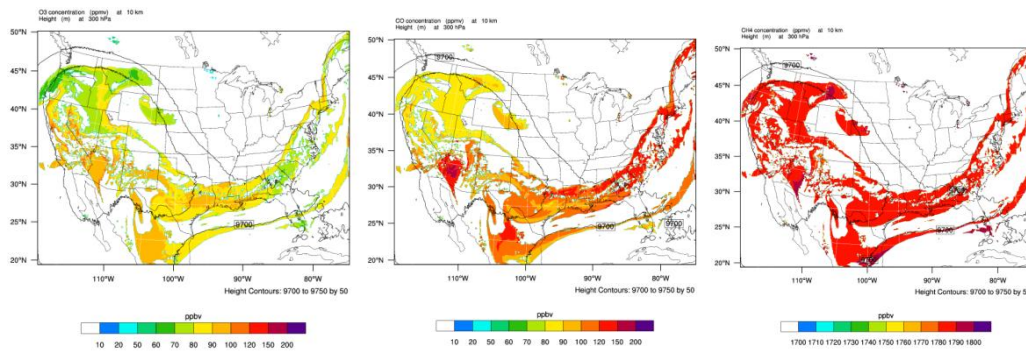 O3 concentration (ppmv) at 10 km
Height (m) at 300 hPa
50°N
45°N
40°N
35°N
30°N
25°N
20°N
9700
110°W 100°W 90°W 80°W
Height Contours: 9700 to 9750 by 50
ppbv
10 20 50 60 70 80 90 100 120 150 200
CO concentration (ppmv) at 10 km
Height (m) at 300 hPa
50°N
9700
45°N
40°N
35°N
30°N
25°N
9700
9700
20°N
110°W 100°W 90°W 80°W
Height Contours: 9700 to 9750 by 50
ppbv
10 20 50 60 70 80 90 100 120 150 200
CH4 concentration (ppmv) at 10 km
Height (m) at 300 hPa
50°N
9700
45°N
40°N
35°N
30°N
9700
25°N
9700
20°N
110°W 100°W 90°W 80°W
Height Contours: 9700 to 9750 by 5
ppbv
1700 1710 1720 1730 1740 1750 1760 1770 1780 1790 1800